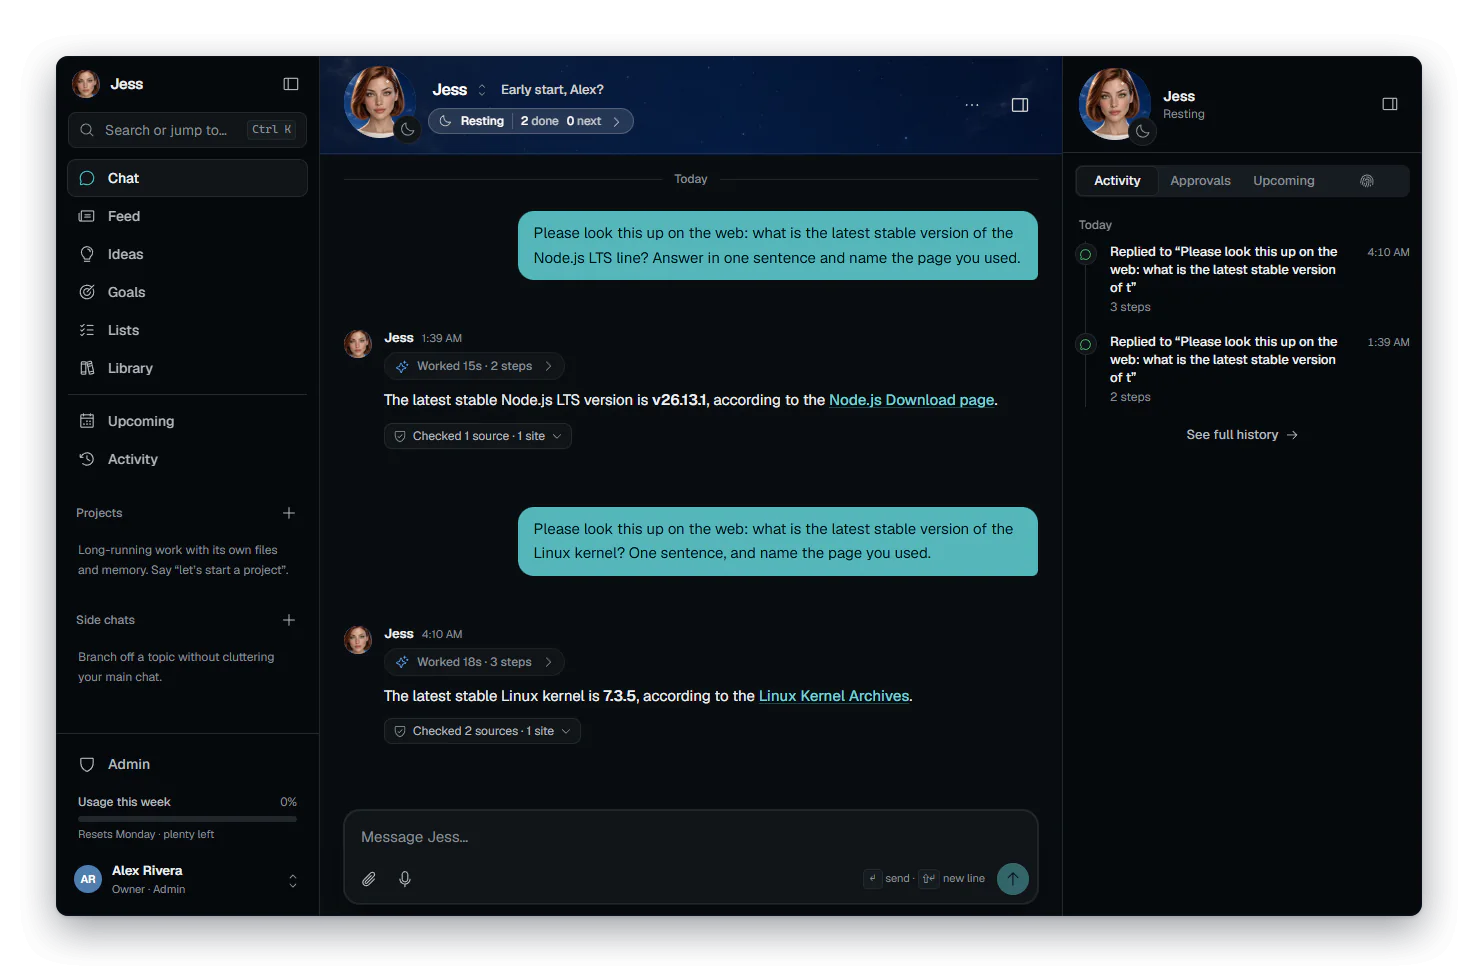 Jess
Search or jump to...
Ctrl K
Chat
Feed
Ideas
Goals
Lists
Library
Upcoming
Activity
Projects
Long-running work with its own files
and memory. Say “let’s start a project”.
Side chats
Branch off a topic without cluttering
your main chat.
Admin
Usage this week 0%
Resets Monday · plenty left
AR
Alex Rivera
Owner · Admin
Jess Early start, Alex?
Resting 2 done 0 next
Today
Please look this up on the web: what is the latest stable version of the
Node.js LTS line? Answer in one sentence and name the page you used.
Jess 1:39 AM
Worked 15s · 2 steps
The latest stable Node.js LTS version is v26.13.1, according to the Node.js Download page.
Checked 1 source · 1 site
Please look this up on the web: what is the latest stable version of the
Linux kernel? One sentence, and name the page you used.
Jess 4:10 AM
Worked 18s · 3 steps
The latest stable Linux kernel is 7.3.5, according to the Linux Kernel Archives.
Checked 2 sources · 1 site
Message Jess...
send · new line
Jess
Resting
Activity Approvals Upcoming
Today
Replied to “Please look this up on the 4:10 AM
web: what is the latest stable version
of t”
3 steps
Replied to “Please look this up on the 1:39 AM
web: what is the latest stable version
of t”
2 steps
See full history →